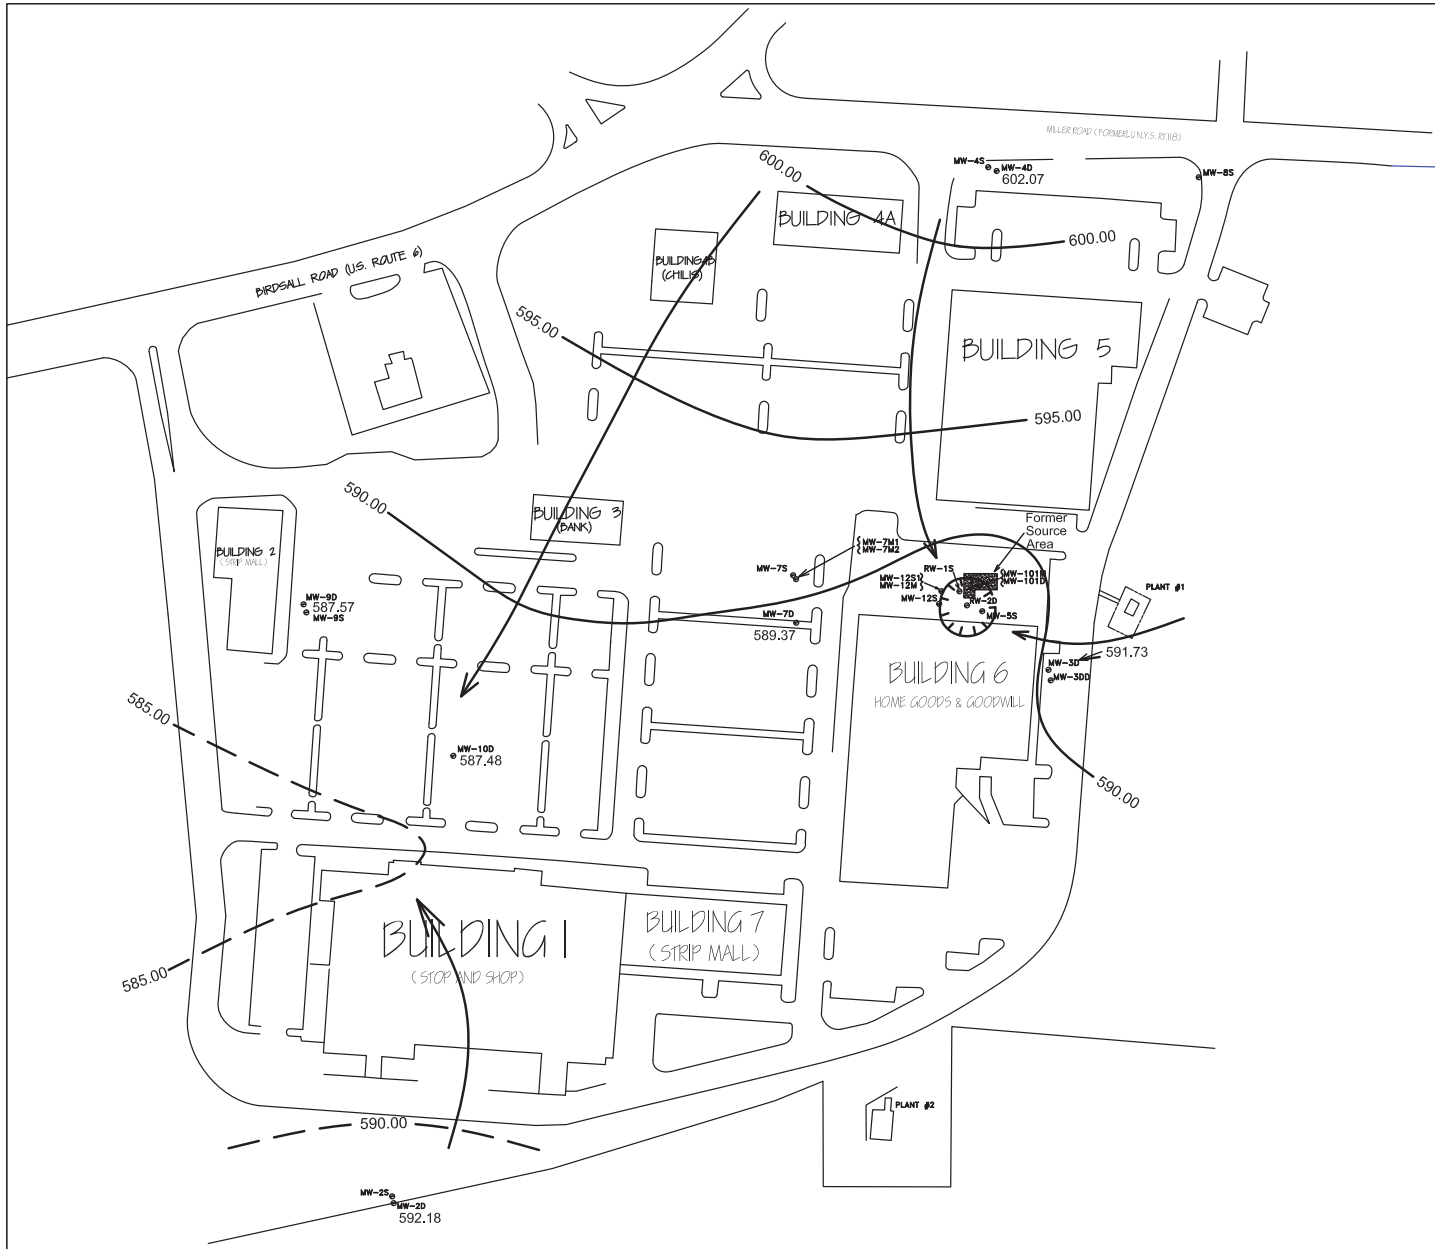 MILLER ROAD (FORMERLY N.Y.S. RT. 118)
600.00
MW-4S
MW-4D
602.07
MW-8S
BUILDING 4A
600.00
BUILDING 4B
(CHILIS)
BIRDSALL ROAD (U.S. ROUTE 6)
595.00
BUILDING 5
595.00
590.00
BUILDING 3
(BANK)
Former
Source
Area
BUILDING 2
(STRIP MALL)
MW-7M1
MW-7M2
MW-7S
RW-1S
MW-12S1
MW-12M
MW-101D
MW-12S
RW-2D
MW-5S
PLANT #1
MW-9D
587.57
MW-9S
MW-7D
589.37
591.73
MW-3D
MW-3DD
BUILDING 6
HOME GOODS & GOODWILL
585.00
MW-10D
587.48
590.00
BUILDING 7
(STRIP MALL)
BUILDING 1
(STOP AND SHOP)
585.00
590.00
PLANT #2
MW-2S
MW-2D
592.18